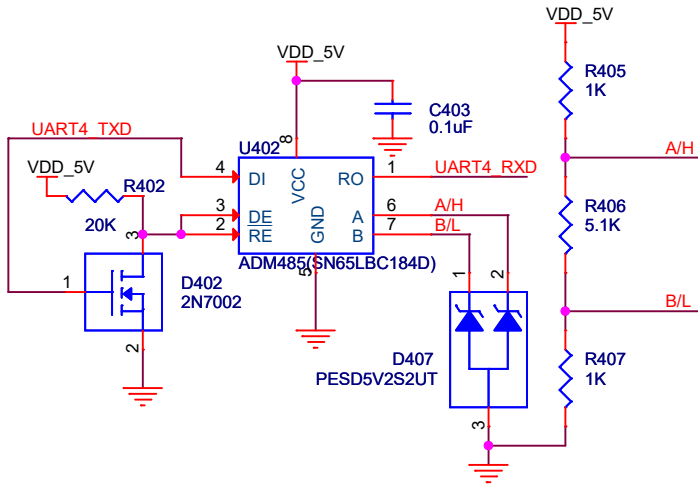 VDD_5V
R405
1K
A/H
R406
5.1K
B/L
R407
1K
VDD_5V
C403
0.1uF
UART4_TXD
U402
8
4
DI
VCC
RO
1
UART4_RXD
VDD_5V
R402
20K
3
DE
2
RE
GND
A
6
A/H
B
7
B/L
ADM485(SN65LBC184D)
5
3
1
D402
2N7002
2
1
2
D407
PESD5V2S2UT
3